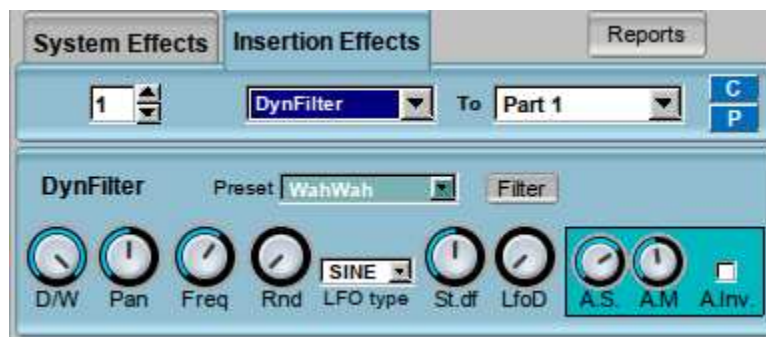 System Effects Insertion Effects Reports
1 DynFilter To Part 1 C
P
DynFilter Preset WahWah Filter
SINE
D/W Pan Freq Rnd LFO type St.df LfoD A.S. A.M A.Inv.